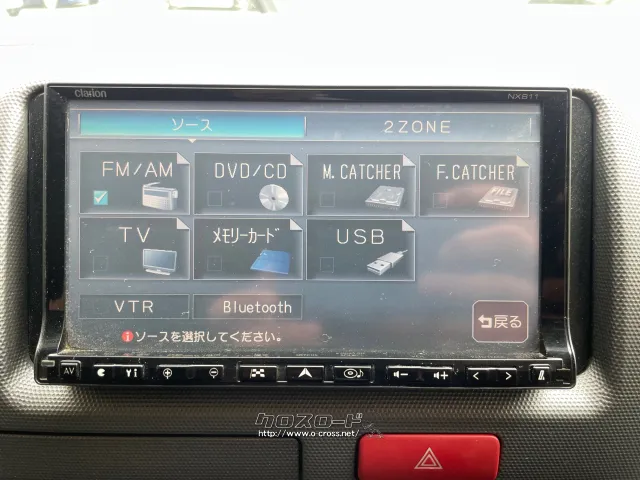 clarion
NX811
ソース
2ZONE
FM/AM
DVD/CD
M. CATCHER
F. CATCHER
FILE
TV
ﾒﾓﾘｰｶｰﾄﾞ
USB
VTR
Bluetooth
戻る
ソースを選択してください。
AV
クロスロード
http://www.o-cross.net/